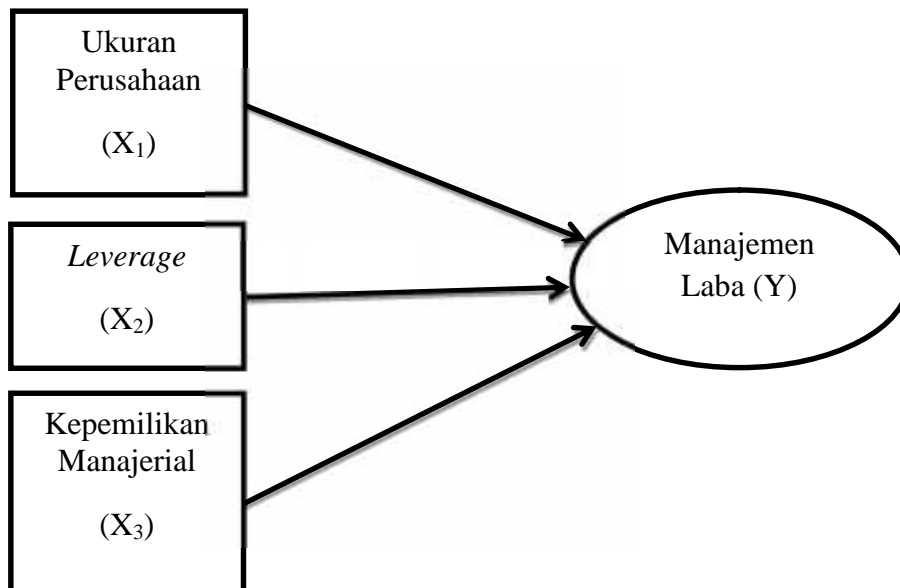 Ukuran
Perusahaan
(X₁)
Leverage
(X₂)
Kepemilikan
Manajerial
(X₃)
Manajemen
Laba (Y)